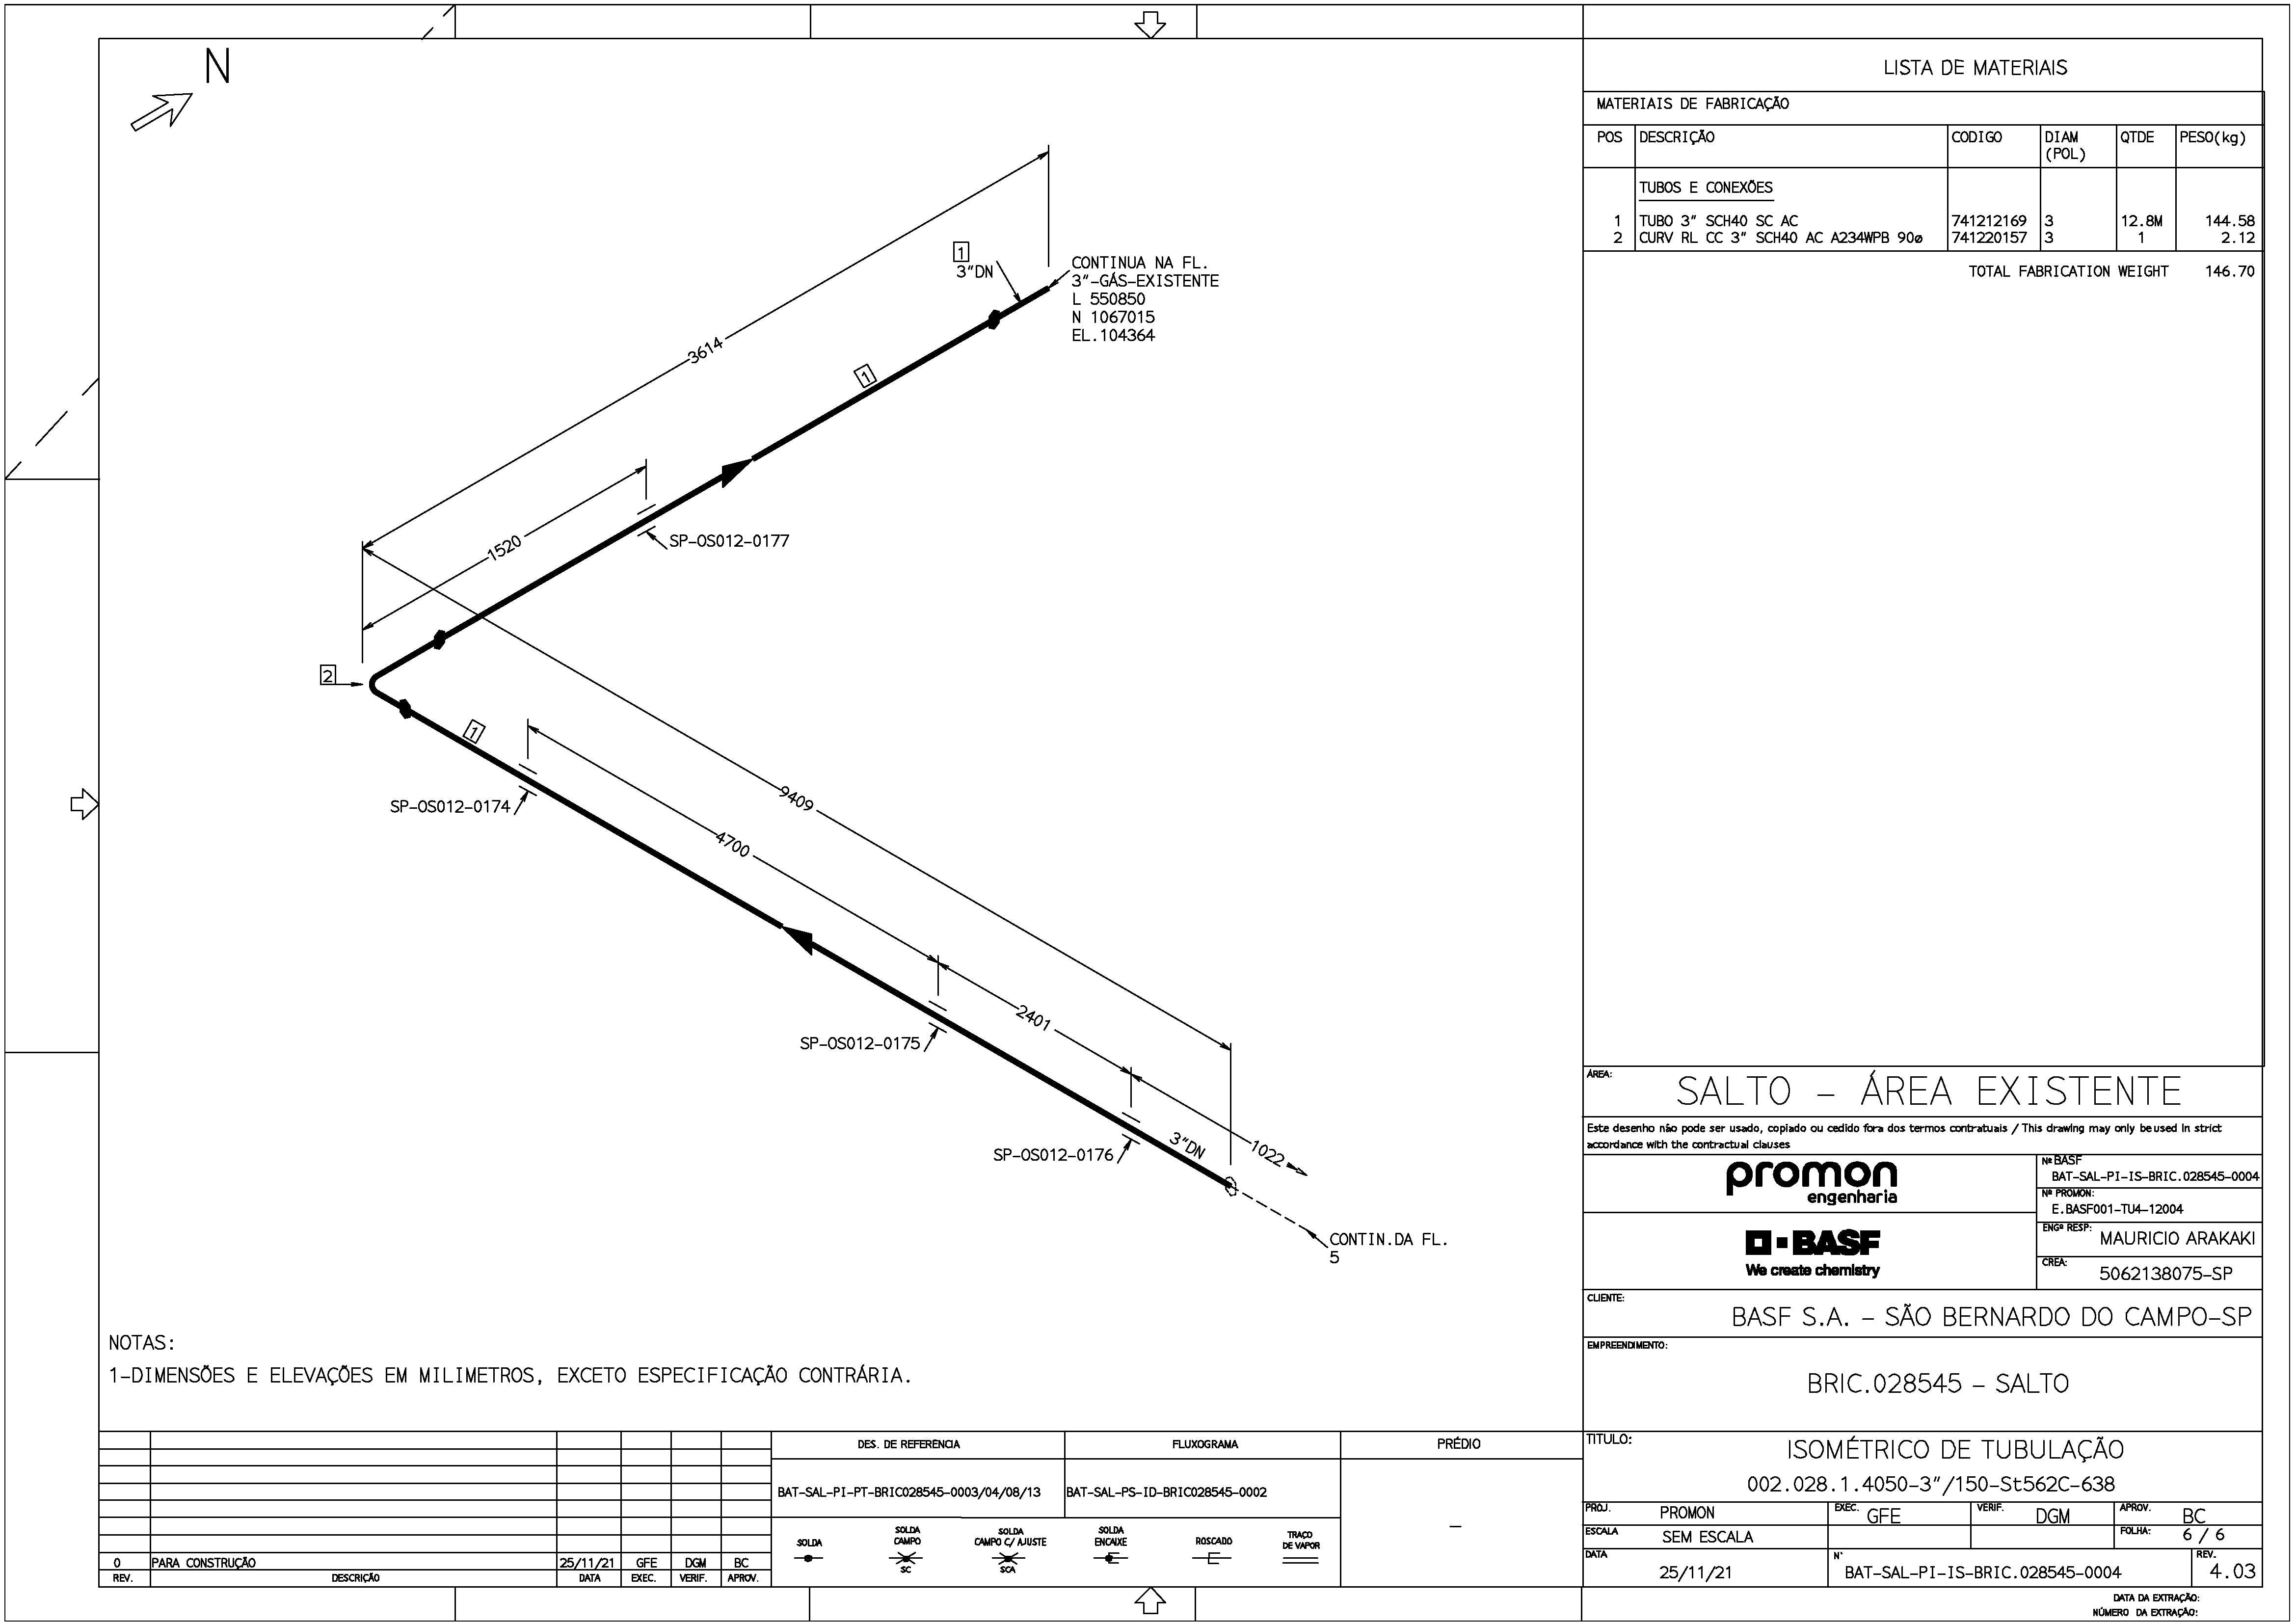 N
LISTA DE MATERIAIS
MATERIAIS DE FABRICAÇÃO
POS DESCRIÇÃO CODIGO DIAM (POL) QTDE PESO(kg)
TUBOS E CONEXÕES
1 TUBO 3" SCH40 SC AC 741212169 3 12.8M 144.58
2 CURV RL CC 3" SCH40 AC A234WPB 90ø 741220157 3 1 2.12
TOTAL FABRICATION WEIGHT 146.70
1
3"DN
CONTINUA NA FL.
3"-GÁS-EXISTENTE
L 550850
N 1067015
EL.104364
3614
1
1520
SP-OS012-0177
2
1
SP-OS012-0174
9409
4700
2401
SP-OS012-0175
3"DN
1022
SP-OS012-0176
CONTIN.DA FL.
5
NOTAS:
1-DIMENSÕES E ELEVAÇÕES EM MILIMETROS, EXCETO ESPECIFICAÇÃO CONTRÁRIA.
ÁREA:
SALTO - ÁREA EXISTENTE
Este desenho não pode ser usado, copiado ou cedido fora dos termos contratuais / This drawing may only be used in strict
accordance with the contractual clauses
promon
engenharia
Nº BASF
BAT-SAL-PI-IS-BRIC.028545-0004
Nº PROMON:
E.BASF001-TU4-12004
BASF
We create chemistry
ENGº RESP:
MAURICIO ARAKAKI
CREA:
5062138075-SP
CLIENTE:
BASF S.A. - SÃO BERNARDO DO CAMPO-SP
EMPREENDIMENTO:
BRIC.028545 - SALTO
TITULO:
ISOMÉTRICO DE TUBULAÇÃO
002.028.1.4050-3"/150-St562C-638
PROJ. PROMON EXEC. GFE VERIF. DGM APROV. BC
ESCALA SEM ESCALA FOLHA: 6 / 6
DATA 25/11/21 N° BAT-SAL-PI-IS-BRIC.028545-0004 REV. 4.03
DATA DA EXTRAÇÃO:
NÚMERO DA EXTRAÇÃO:
DES. DE REFERÊNCIA FLUXOGRAMA PRÉDIO
BAT-SAL-PI-PT-BRIC028545-0003/04/08/13 BAT-SAL-PS-ID-BRIC028545-0002 -
SOLDA
SOLDA CAMPO
SC
SOLDA CAMPO C/ AJUSTE
SCA
SOLDA ENCAIXE
ROSCADO
TRAÇO DE VAPOR
0 PARA CONSTRUÇÃO 25/11/21 GFE DGM BC
REV. DESCRIÇÃO DATA EXEC. VERIF. APROV.